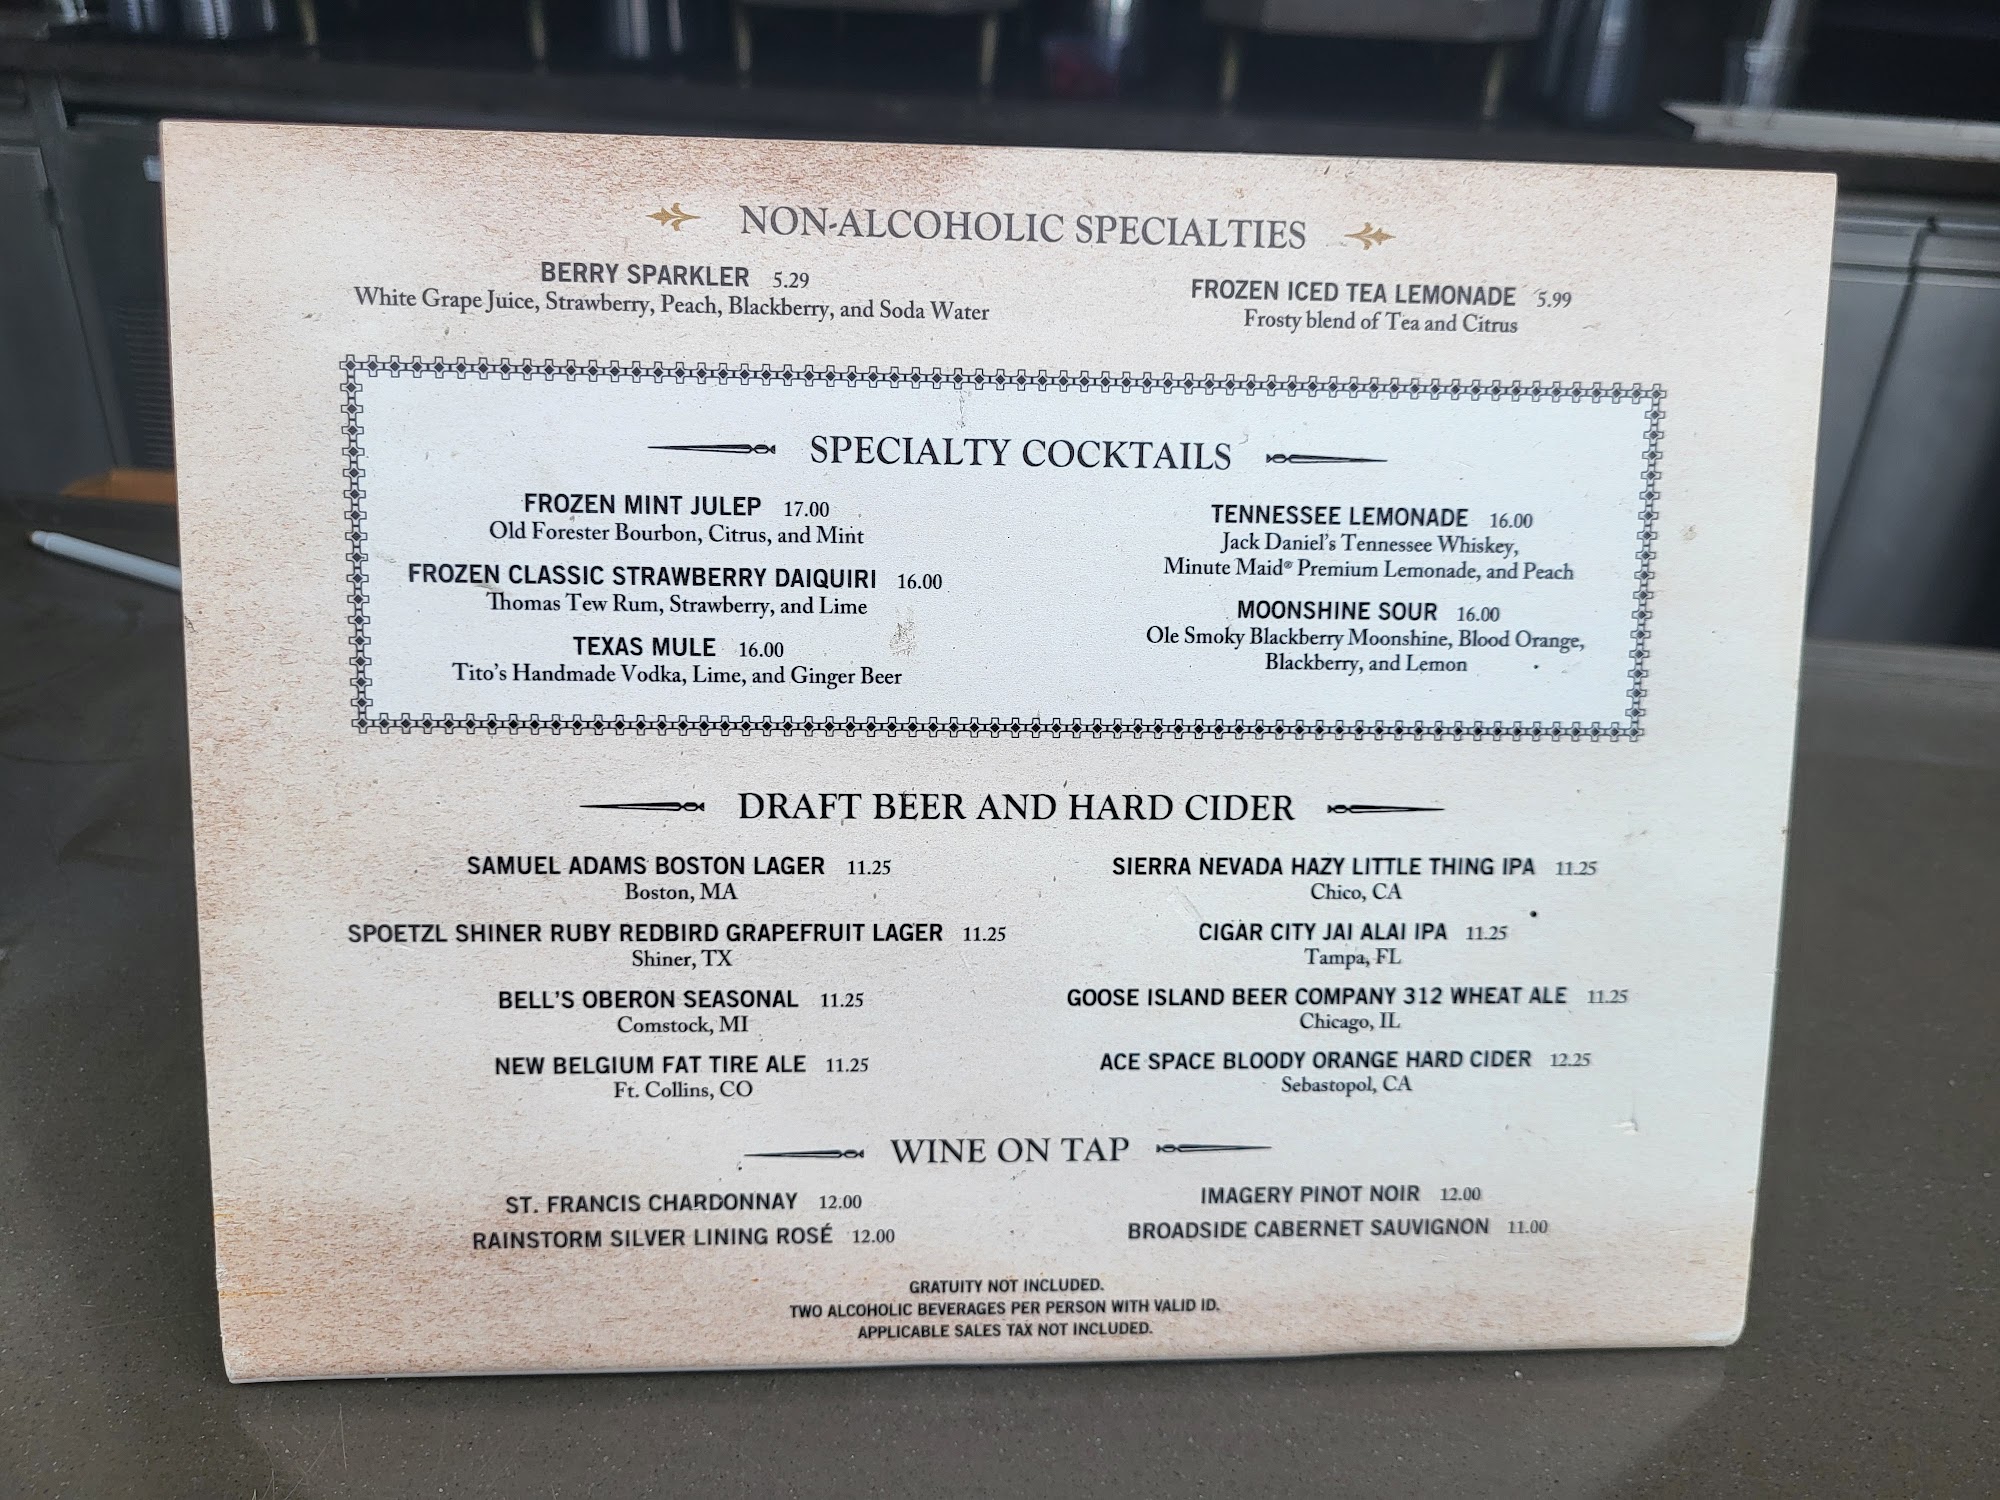 NON-ALCOHOLIC SPECIALTIES
BERRY SPARKLER 5.29
White Grape Juice, Strawberry, Peach, Blackberry, and Soda Water
FROZEN ICED TEA LEMONADE 5.99
Frosty blend of Tea and Citrus
SPECIALTY COCKTAILS
FROZEN MINT JULEP 17.00
Old Forester Bourbon, Citrus, and Mint
FROZEN CLASSIC STRAWBERRY DAIQUIRI 16.00
Thomas Tew Rum, Strawberry, and Lime
TEXAS MULE 16.00
Tito's Handmade Vodka, Lime, and Ginger Beer
TENNESSEE LEMONADE 16.00
Jack Daniel's Tennessee Whiskey,
Minute Maid® Premium Lemonade, and Peach
MOONSHINE SOUR 16.00
Ole Smoky Blackberry Moonshine, Blood Orange,
Blackberry, and Lemon
DRAFT BEER AND HARD CIDER
SAMUEL ADAMS BOSTON LAGER 11.25
Boston, MA
SPOETZL SHINER RUBY REDBIRD GRAPEFRUIT LAGER 11.25
Shiner, TX
BELL'S OBERON SEASONAL 11.25
Comstock, MI
NEW BELGIUM FAT TIRE ALE 11.25
Ft. Collins, CO
SIERRA NEVADA HAZY LITTLE THING IPA 11.25
Chico, CA
CIGAR CITY JAI ALAI IPA 11.25
Tampa, FL
GOOSE ISLAND BEER COMPANY 312 WHEAT ALE 11.25
Chicago, IL
ACE SPACE BLOODY ORANGE HARD CIDER 12.25
Sebastopol, CA
WINE ON TAP
ST. FRANCIS CHARDONNAY 12.00
RAINSTORM SILVER LINING ROSÉ 12.00
IMAGERY PINOT NOIR 12.00
BROADSIDE CABERNET SAUVIGNON 11.00
GRATUITY NOT INCLUDED.
TWO ALCOHOLIC BEVERAGES PER PERSON WITH VALID ID.
APPLICABLE SALES TAX NOT INCLUDED.